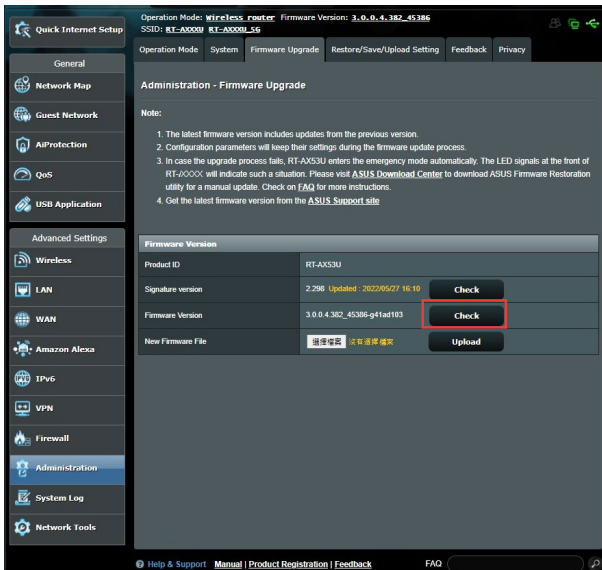 Quick Internet Setup
General
Network Map
Guest Network
AiProtection
QoS
USB Application
Advanced Settings
Wireless
LAN
WAN
Amazon Alexa
IPv6
VPN
Firewall
Administration
System Log
Network Tools
Operation Mode: Wireless router Firmware Version: 3.0.0.4.382_45386
SSID: RT-AXXXU RT-AXXXU_5G
Operation Mode System Firmware Upgrade Restore/Save/Upload Setting Feedback Privacy
Administration - Firmware Upgrade
Note:
1. The latest firmware version includes updates from the previous version.
2. Configuration parameters will keep their settings during the firmware update process.
3. In case the upgrade process fails, RT-AX53U enters the emergency mode automatically. The LED signals at the front of
RT-/XXXX will indicate such a situation. Please visit ASUS Download Center to download ASUS Firmware Restoration
utility for a manual update. Check on FAQ for more instructions.
4. Get the latest firmware version from the ASUS Support site
Firmware Version
Product ID RT-AX53U
Signature version 2.298 Updated : 2022/05/27 16:10 Check
Firmware Version 3.0.0.4.382_45386-g41ad103 Check
New Firmware File 選擇檔案 沒有選擇檔案 Upload
Help & Support Manual | Product Registration | Feedback FAQ